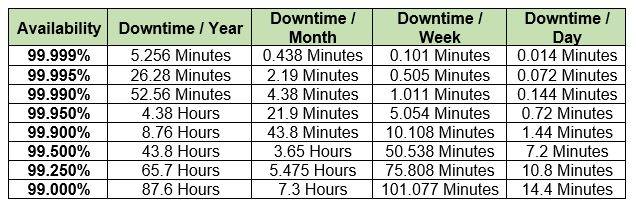 Availability Downtime / Year Downtime / Month Downtime / Week Downtime / Day
99.999% 5.256 Minutes 0.438 Minutes 0.101 Minutes 0.014 Minutes
99.995% 26.28 Minutes 2.19 Minutes 0.505 Minutes 0.072 Minutes
99.990% 52.56 Minutes 4.38 Minutes 1.011 Minutes 0.144 Minutes
99.950% 4.38 Hours 21.9 Minutes 5.054 Minutes 0.72 Minutes
99.900% 8.76 Hours 43.8 Minutes 10.108 Minutes 1.44 Minutes
99.500% 43.8 Hours 3.65 Hours 50.538 Minutes 7.2 Minutes
99.250% 65.7 Hours 5.475 Hours 75.808 Minutes 10.8 Minutes
99.000% 87.6 Hours 7.3 Hours 101.077 Minutes 14.4 Minutes